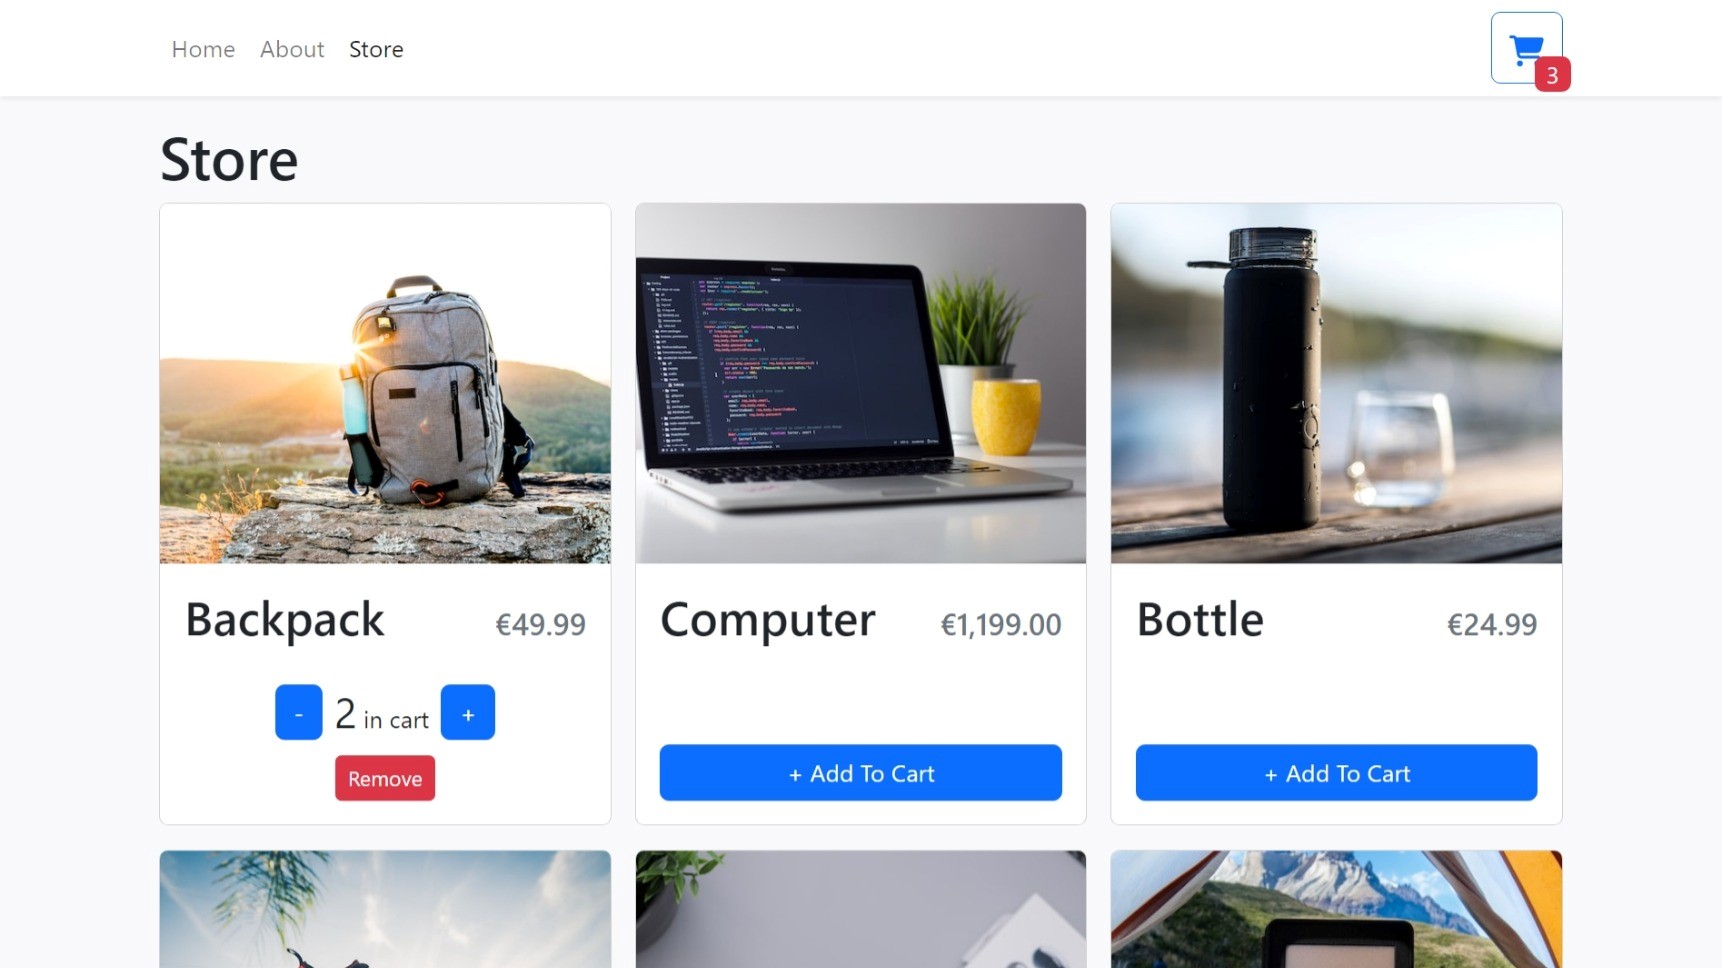 Home About Store
3
Store
Backpack €49.99
- 2 in cart +
Remove
Computer €1,199.00
+ Add To Cart
Bottle €24.99
+ Add To Cart